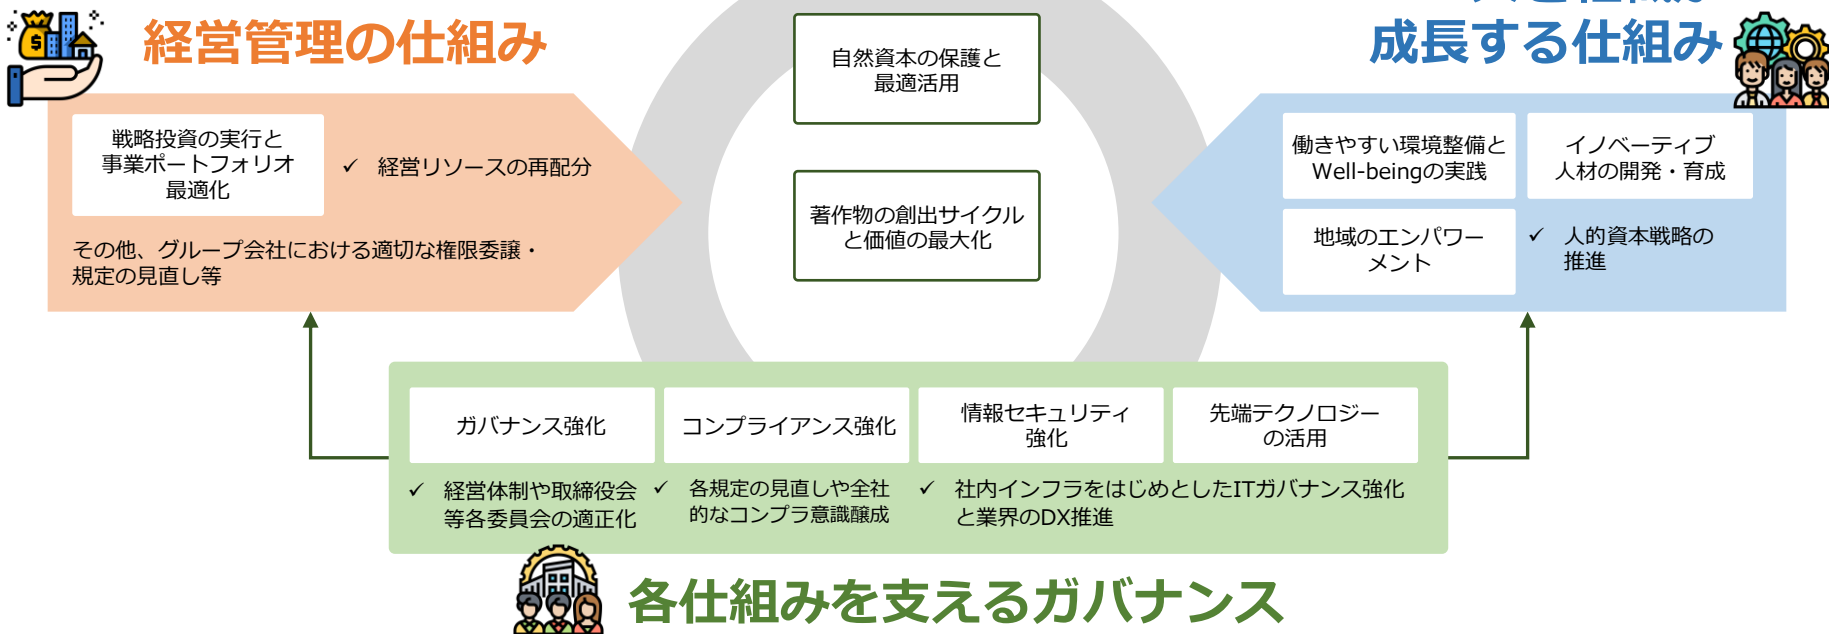 経営管理の仕組み
成長する仕組み
自然資本の保護と
最適活用
著作物の創出サイクル
と価値の最大化
戦略投資の実行と
事業ポートフォリオ
最適化
✓ 経営リソースの再配分
その他、グループ会社における適切な権限委譲・
規定の見直し等
働きやすい環境整備と
Well-beingの実践
イノベーティブ
人材の開発・育成
地域のエンパワー
メント
✓ 人的資本戦略の
推進
ガバナンス強化
コンプライアンス強化
情報セキュリティ
強化
先端テクノロジー
の活用
✓ 経営体制や取締役会
等各委員会の適正化
✓ 各規定の見直しや全社
的なコンプラ意識醸成
✓ 社内インフラをはじめとしたITガバナンス強化
と業界のDX推進
各仕組みを支えるガバナンス